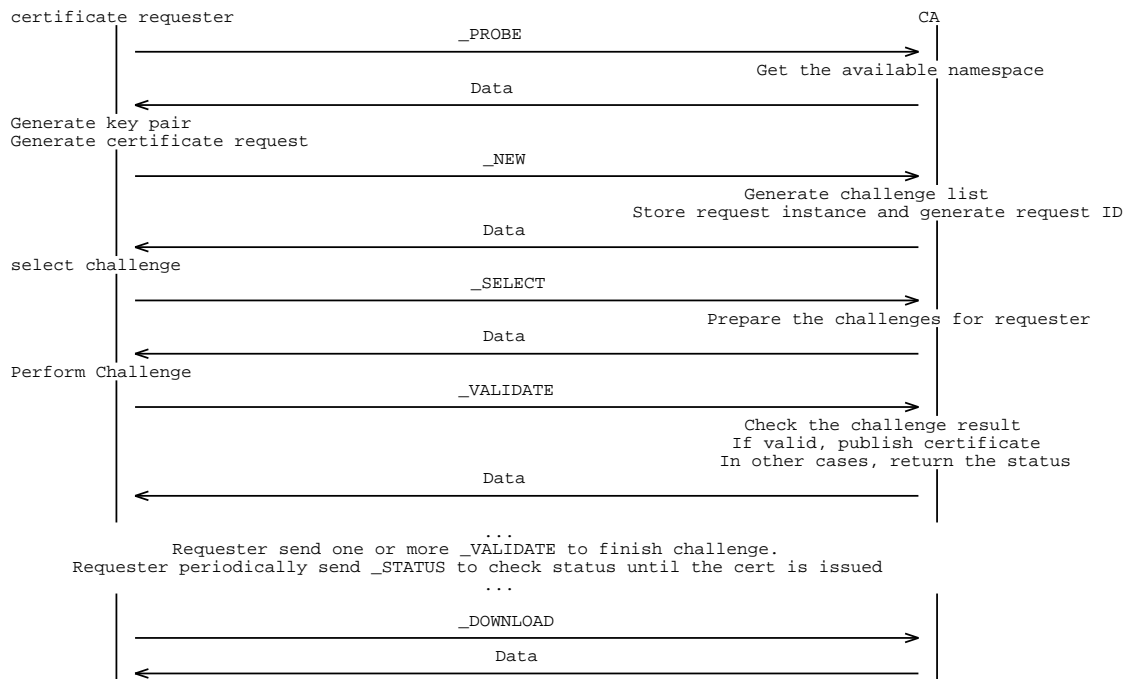 certificate requester CA
_PROBE
Get the available namespace
Data
Generate key pair
Generate certificate request
_NEW
Generate challenge list
Store request instance and generate request ID
Data
select challenge
_SELECT
Prepare the challenges for requester
Data
Perform Challenge
_VALIDATE
Check the challenge result
If valid, publish certificate
In other cases, return the status
Data
...
Requester send one or more _VALIDATE to finish challenge.
Requester periodically send _STATUS to check status until the cert is issued
...
_DOWNLOAD
Data